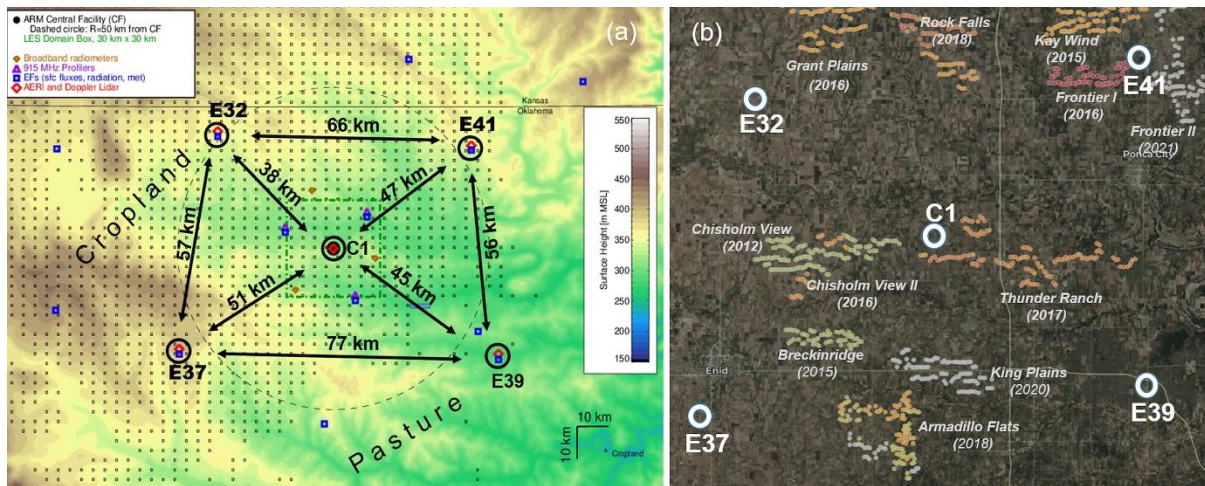 ARM Central Facility (CF)
Dashed circle: R=50 km from CF
LES Domain Box, 30 km x 30 km
Broadband radiometers
915 MHz Profilers
EFs (sfc fluxes, radiation, met)
AERI and Doppler Lidar
(a)
Kansas
Oklahoma
E32
66 km
E41
38 km
47 km
Cropland
57 km
56 km
C1
51 km
45 km
77 km
E37
E39
Pasture
10 km
10 km
Cropland
Surface Height [m MSL]
550
500
450
400
350
300
250
200
150
(b)
Rock Falls
(2018)
Kay Wind
(2015)
Grant Plains
(2016)
E41
Frontier I
(2016)
E32
Frontier II
(2021)
Ponca City
C1
Chisholm View
(2012)
Chisholm View II
(2016)
Thunder Ranch
(2017)
Breckinridge
(2015)
Enid
King Plains
(2020)
E39
E37
Armadillo Flats
(2018)